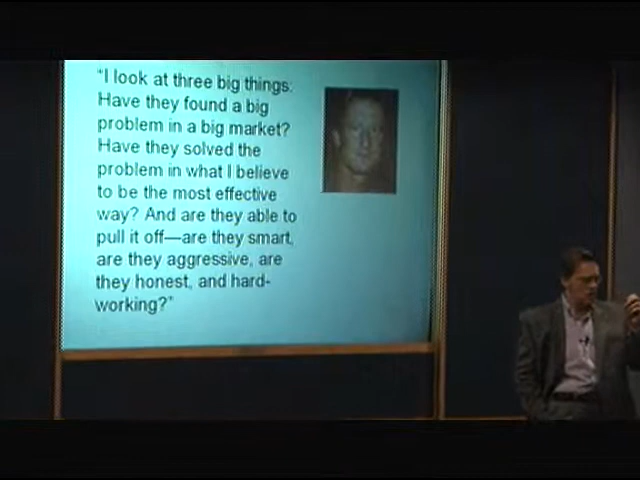 "I look at three big things:
Have they found a big
problem in a big market?
Have they solved the
problem in what I believe
to be the most effective
way? And are they able to
pull it off—are they smart,
are they aggressive, are
they honest, and hard-
working?"